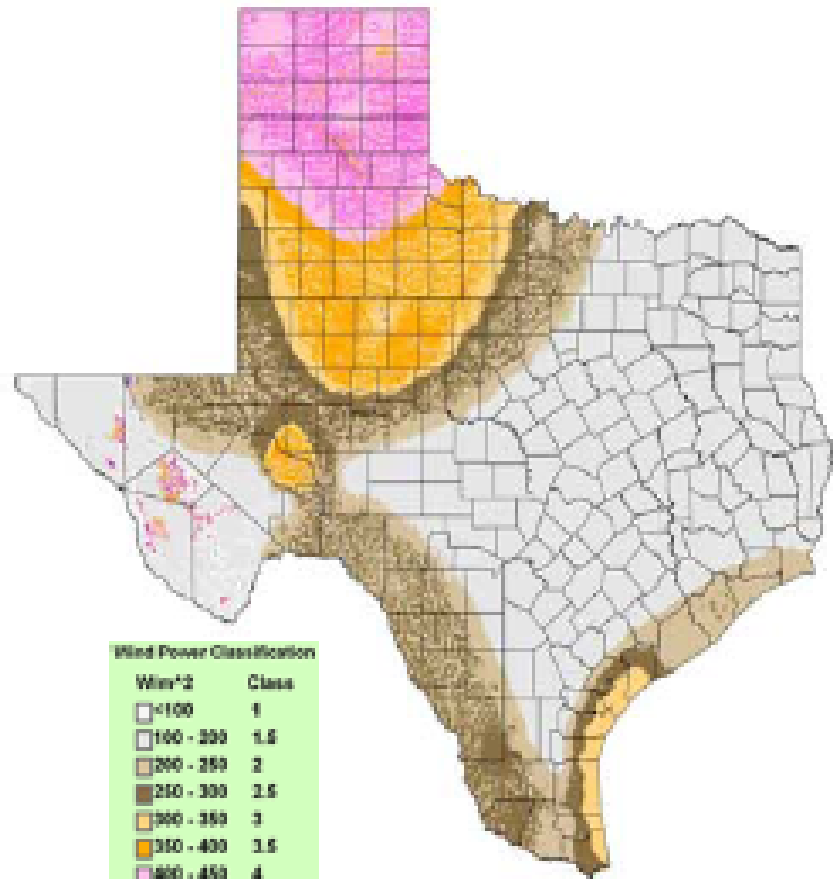 Wind Power Classification
W/m^2 Class
<100 1
100 - 200 1.5
200 - 250 2
250 - 300 2.5
300 - 350 3
350 - 400 3.5
400 - 450 4